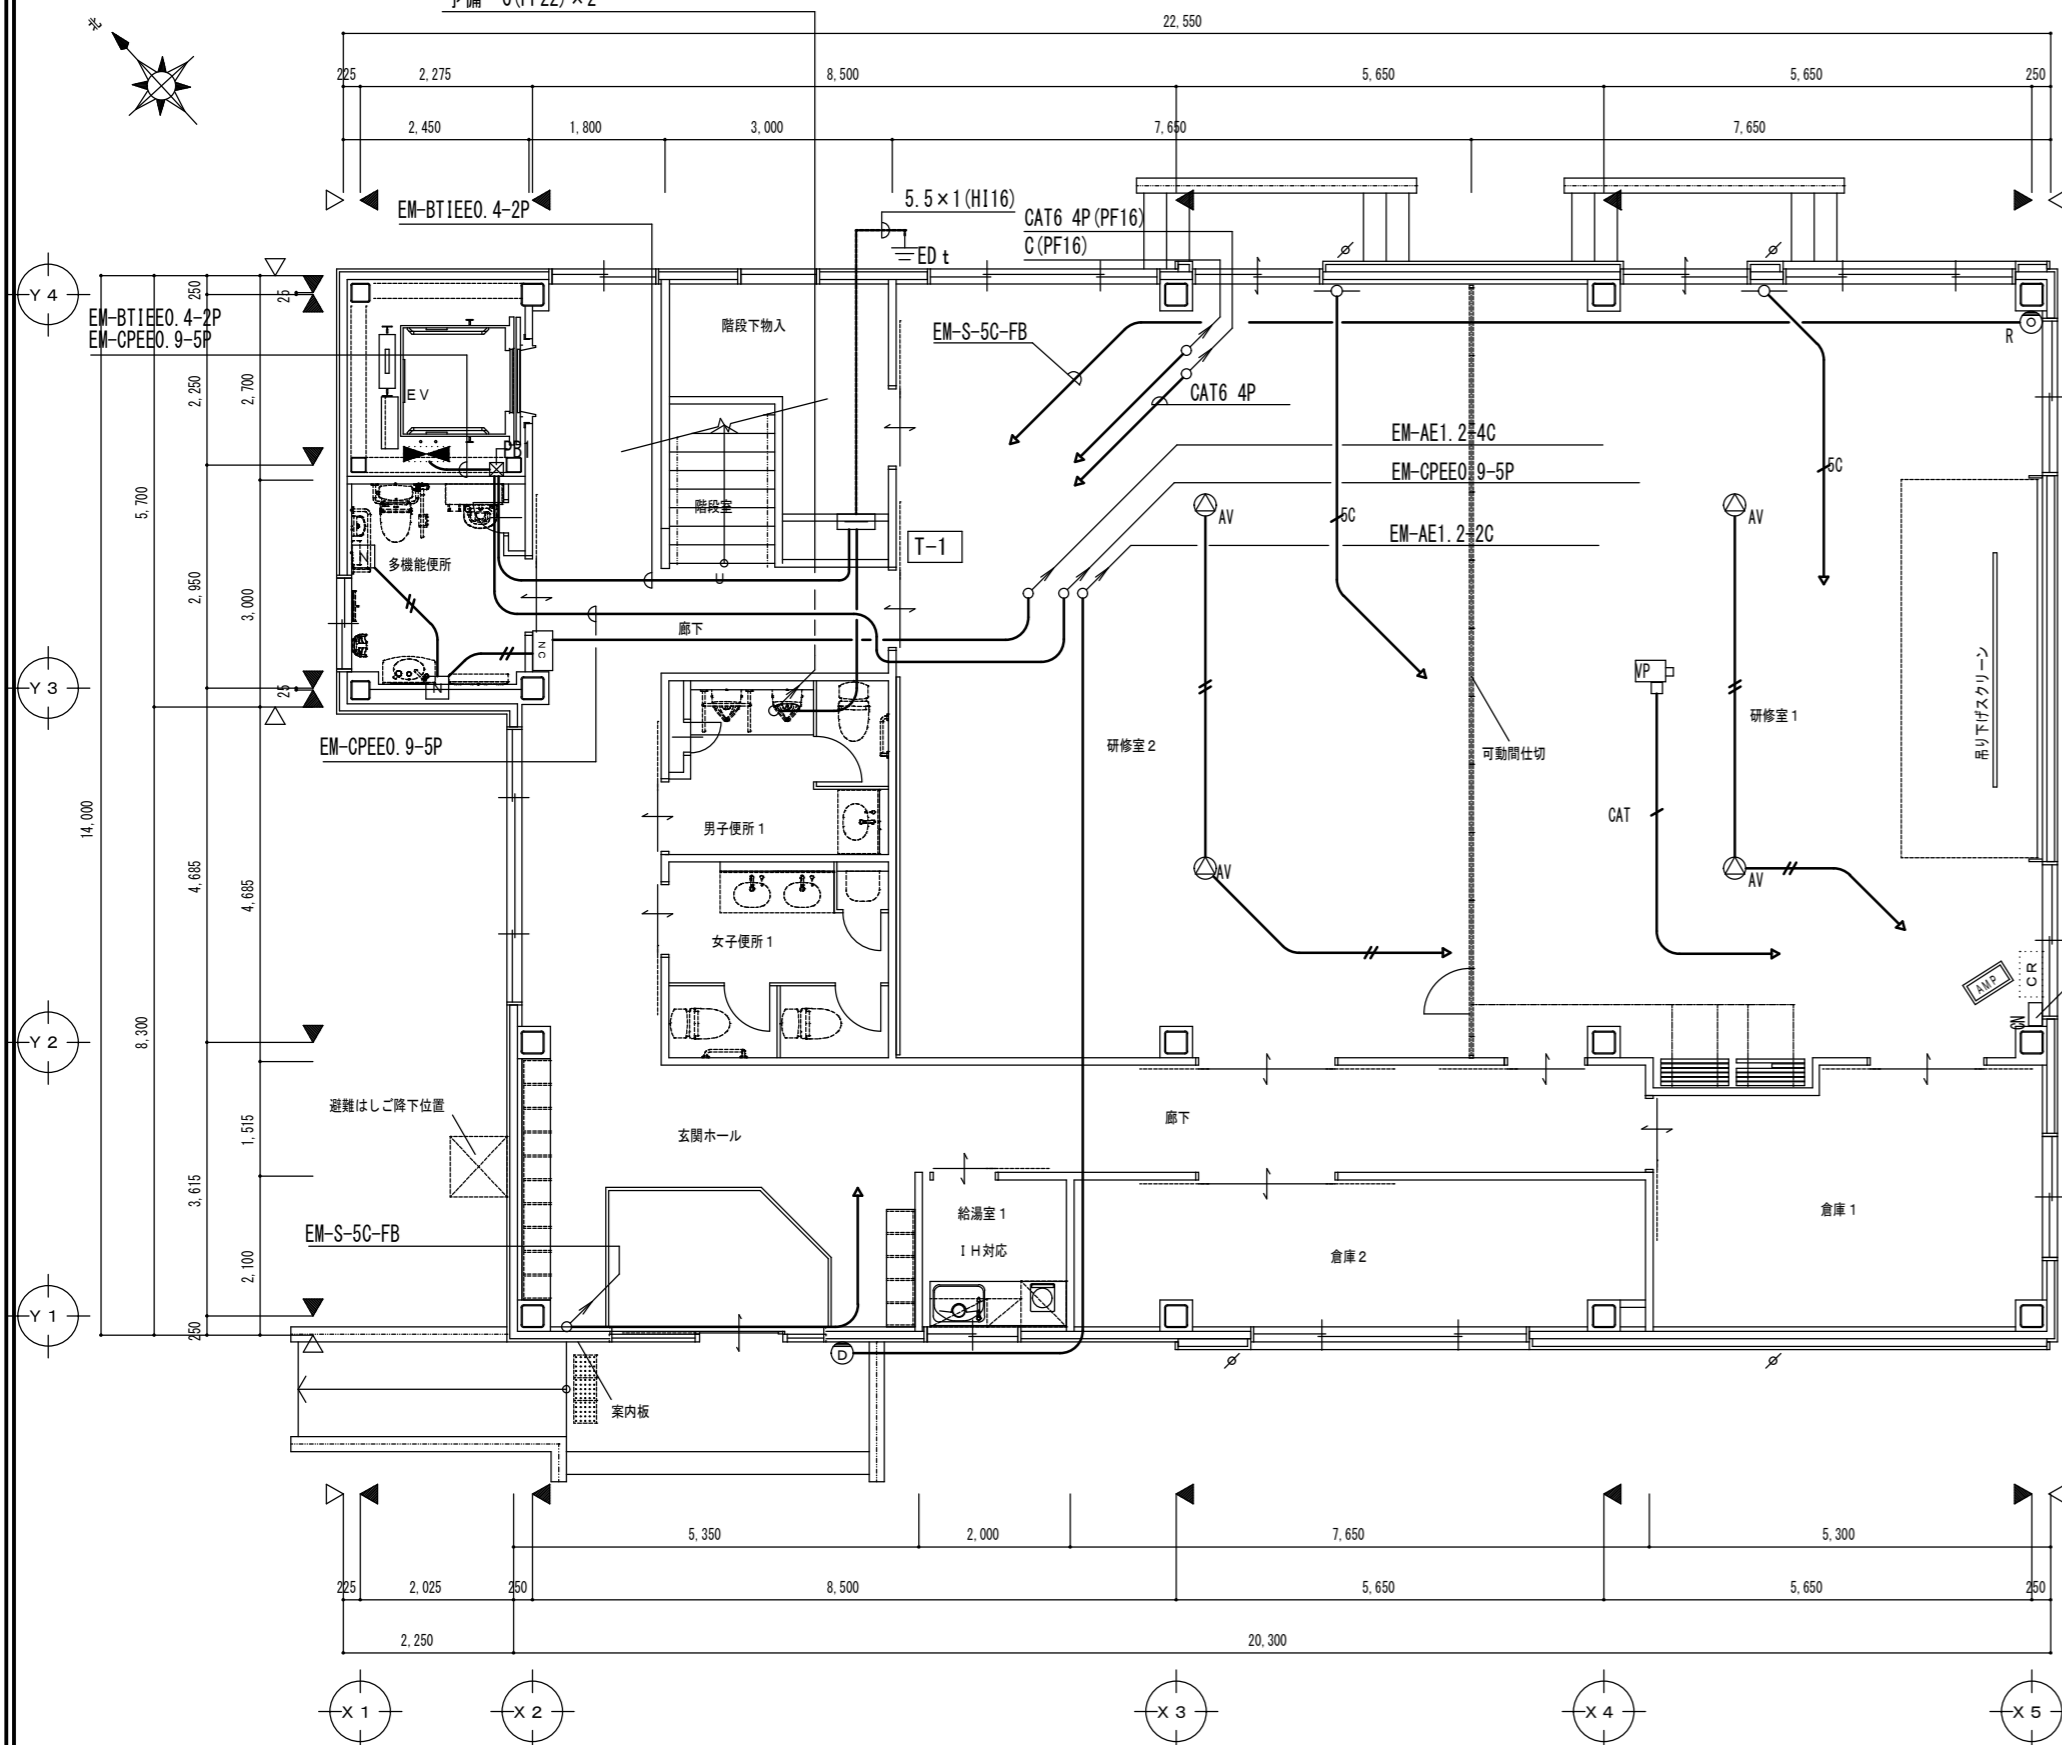 予備 C(PF22)×2
北
22,550
225
2,275
8,500
5,650
5,650
250
2,450
1,800
3,000
7,650
7,650
EM-BTIEE0.4-2P
5.5×1(HI16)
CAT6 4P(PF16)
C(PF16)
EDt
Y4
250
25
EM-BTIEE0.4-2P
EM-CPEE0.9-5P
階段下物入
EM-S-5C-FB
R
EV
CAT6 4P
2,250
2,700
EM-AE1.2-4C
EM-CPEE0.9-5P
5C
5,700
階段室
AV
5C
AV
EM-AE1.2-2C
T-1
N
多機能便所
U
2,950
3,000
廊下
NC
吊り下げスクリーン
Y3
25
N
VP
研修室1
EM-CPEE0.9-5P
研修室2
可動間仕切
14,000
男子便所1
CAT
4,685
4,685
AV
AV
女子便所1
AMP
CR
CN
8,300
Y2
避難はしご降下位置
1,515
玄関ホール
廊下
3,615
給湯室1
倉庫1
EM-S-5C-FB
IH対応
倉庫2
2,100
Y1
250
D
案内板
5,350
2,000
7,650
5,300
225
2,025
250
8,500
5,650
5,650
250
2,250
20,300
X1
X2
X3
X4
X5